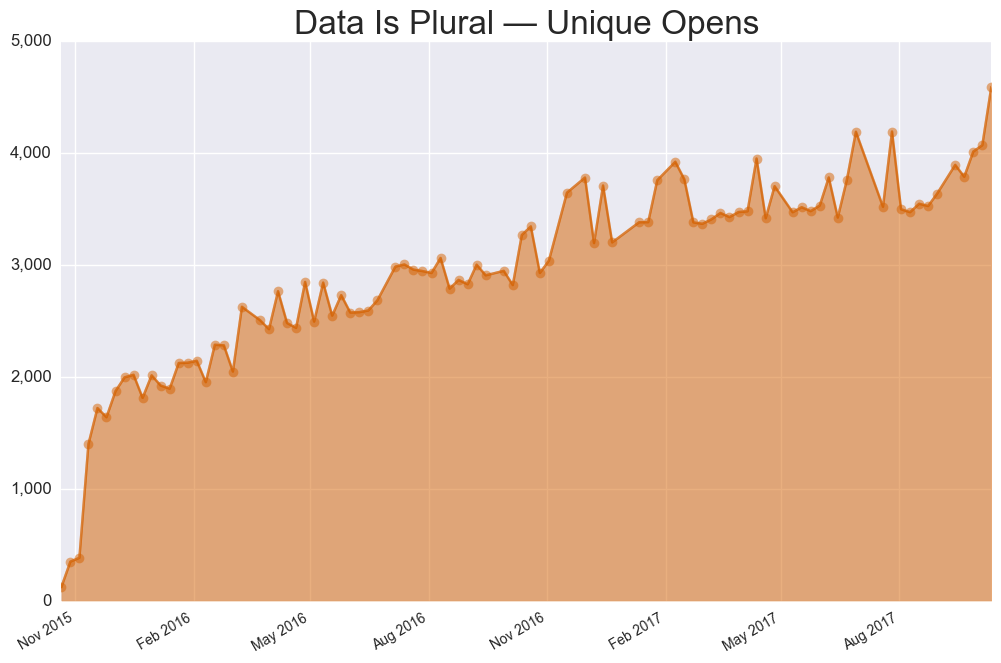 Data Is Plural — Unique Opens
5,000
4,000
3,000
2,000
1,000
0
Nov 2015
Feb 2016
May 2016
Aug 2016
Nov 2016
Feb 2017
May 2017
Aug 2017